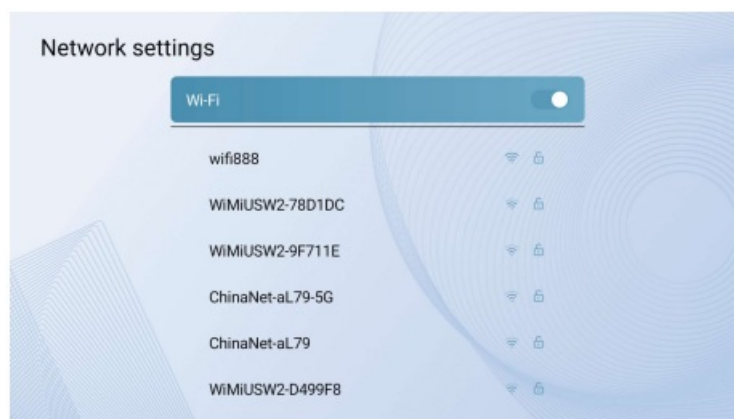 Network settings
Wi-Fi
wifi888
WiMiUSW2-78D1DC
WiMiUSW2-9F711E
ChinaNet-aL79-5G
ChinaNet-aL79
WiMiUSW2-D499F8